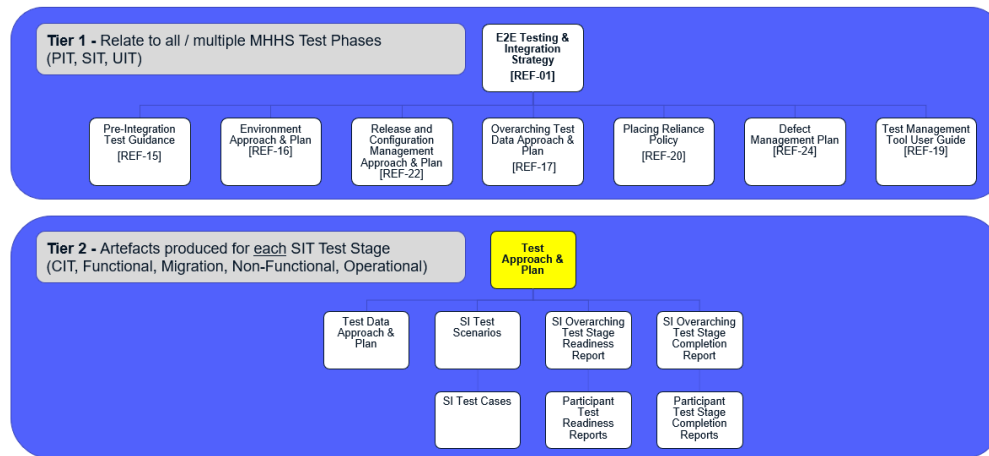 Tier 1 - Relate to all / multiple MHHS Test Phases
(PIT, SIT, UIT)
E2E Testing &
Integration
Strategy
[REF-01]
Pre-Integration
Test Guidance
[REF-15]
Environment
Approach & Plan
[REF-16]
Release and
Configuration
Management
Approach & Plan
[REF-22]
Overarching Test
Data Approach &
Plan
[REF-17]
Placing Reliance
Policy
[REF-20]
Defect
Management Plan
[REF-24]
Test Management
Tool User Guide
[REF-19]
Tier 2 - Artefacts produced for each SIT Test Stage
(CIT, Functional, Migration, Non-Functional, Operational)
Test
Approach &
Plan
Test Data
Approach &
Plan
SI Test
Scenarios
SI Overarching
Test Stage
Readiness
Report
SI Overarching
Test Stage
Completion
Report
SI Test Cases
Participant
Test
Readiness
Reports
Participant
Test Stage
Completion
Reports